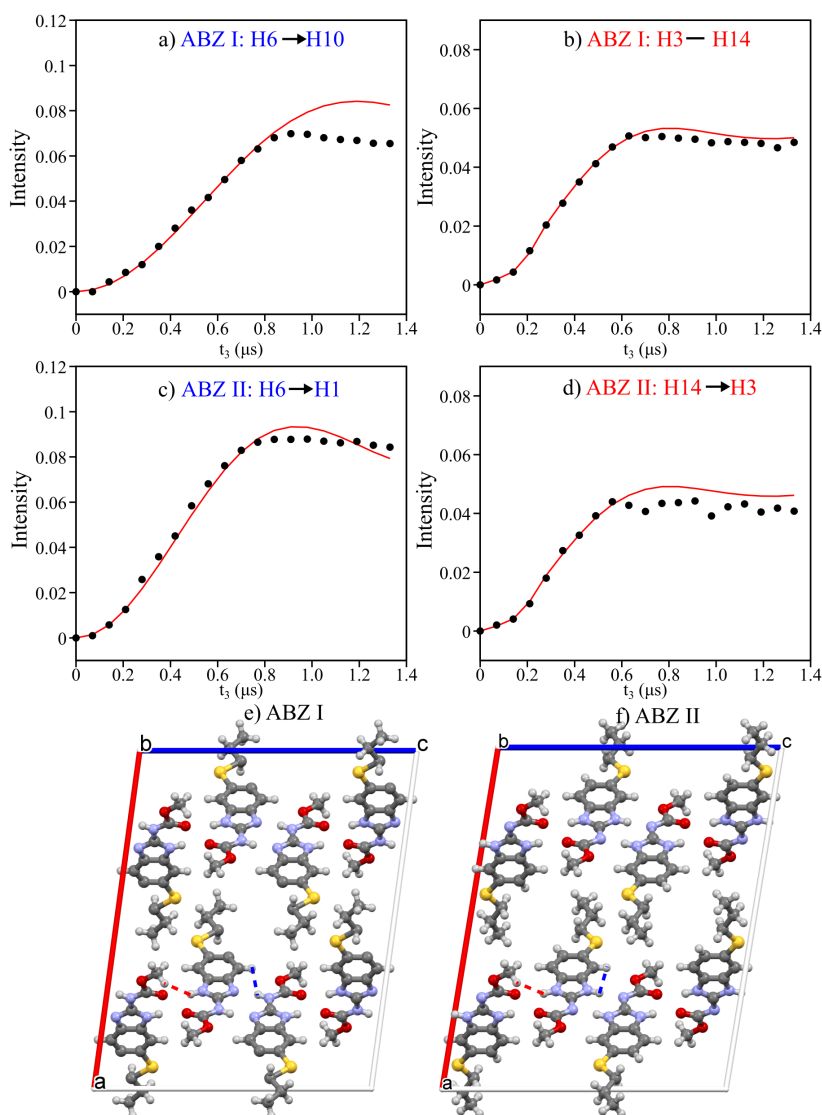 a) ABZ I: H6 →H10
0.12
0.1
0.08
0.06
0.04
0.02
0
Intensity
0 0.2 0.4 0.6 0.8 1.0 1.2 1.4
t3 (μs)
b) ABZ I: H3— H14
0.08
0.06
0.04
0.02
0
Intensity
0 0.2 0.4 0.6 0.8 1.0 1.2 1.4
t3 (μs)
c) ABZ II: H6→H1
0.12
0.1
0.08
0.06
0.04
0.02
0
Intensity
0.2 0.4 0.6 0.8 1.0 1.2 1.4
t3 (μs)
d) ABZ II: H14→H3
0.08
0.06
0.04
0.02
0
Intensity
0.2 0.4 0.6 0.8 1.0 1.2 1.4
t3 (μs)
e) ABZ I
b
c
a
f) ABZ II
b
c
a